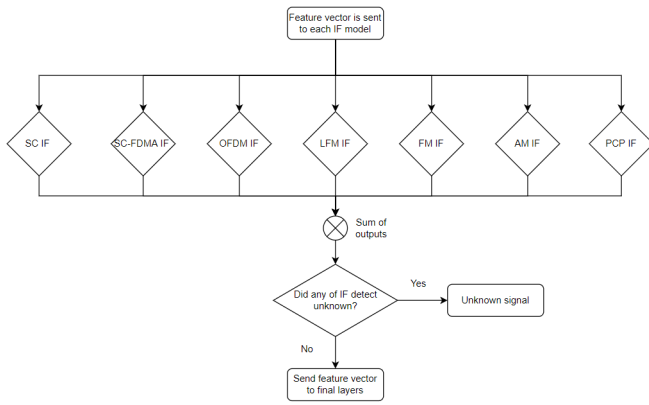 Feature vector is sent
to each IF model
SC IF
SC-FDMA IF
OFDM IF
LFM IF
FM IF
AM IF
PCP IF
Sum of
outputs
Did any of IF detect
unknown?
Yes
Unknown signal
No
Send feature vector
to final layers